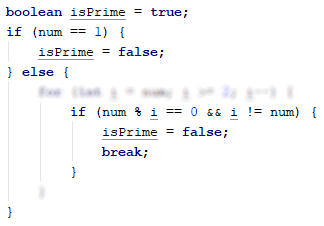 boolean isPrime = true;
if (num == 1) {
isPrime = false;
} else {
if (num % i == 0 && i != num) {
isPrime = false;
break;
}
}